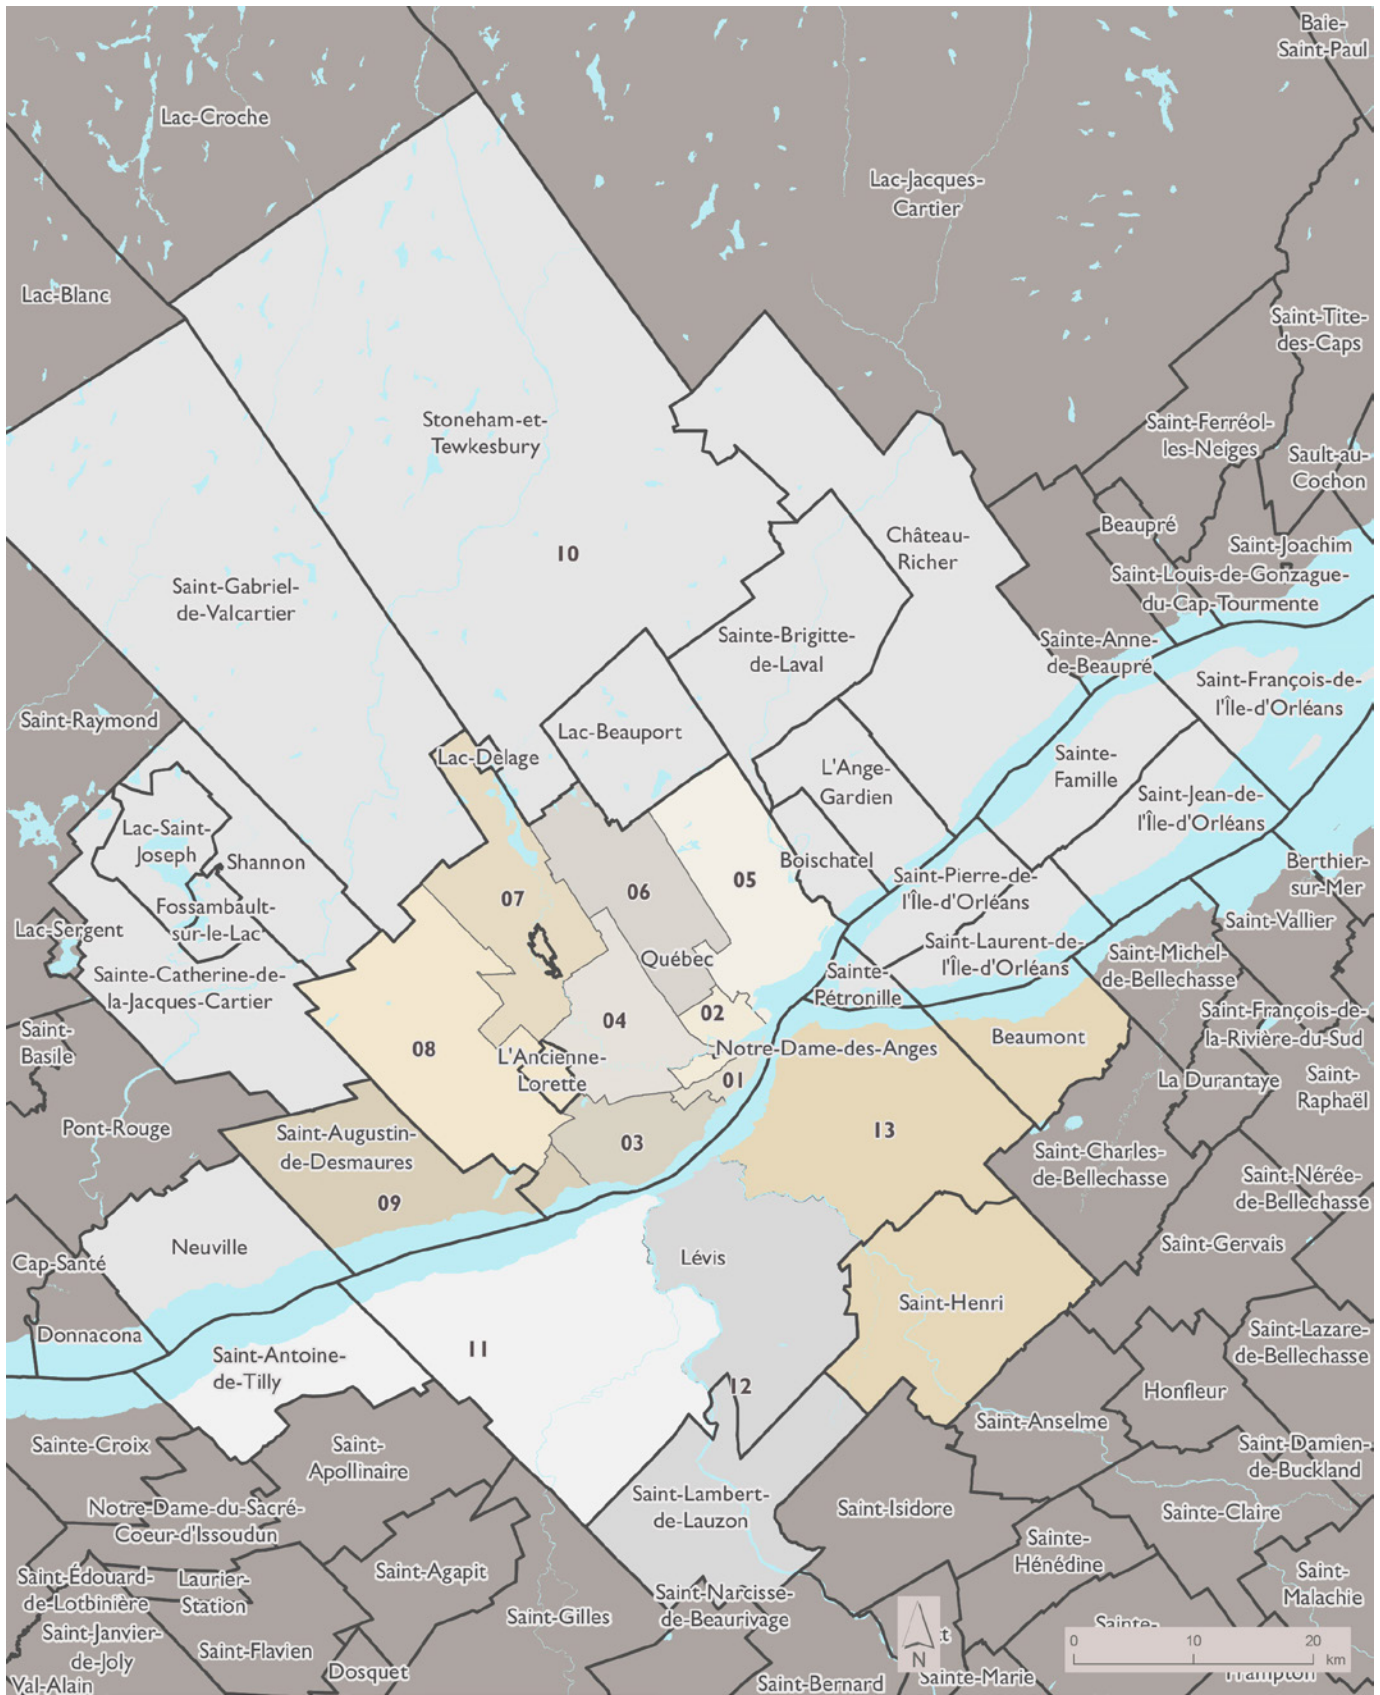 Baie-
Saint-Paul
Lac-Croche
Lac-Jacques-
Cartier
Lac-Blanc
Saint-Tite-
des-Caps
Stoneham-et-
Tewkesbury
Saint-Ferréol-
les-Neiges
Sault-au-
Cochon
Beaupré
Château-
Richer
Saint-Joachim
10
Saint-Gabriel-
de-Valcartier
Saint-Louis-de-Gonzague-
du-Cap-Tourmente
Sainte-Brigitte-
de-Laval
Sainte-Anne-
de-Beaupré
Saint-François-de-
l'Île-d'Orléans
Saint-Raymond
Lac-Beauport
Lac-Delage
Sainte-
Famille
L'Ange-
Gardien
Saint-Jean-de-
l'Île-d'Orléans
Lac-Saint-
Joseph
Shannon
Boischatel
Berthier-
sur-Mer
07
06
05
Saint-Pierre-de-
l'Île-d'Orléans
Fossambault-
sur-le-Lac
Saint-Vallier
Lac-Sergent
Québec
Saint-Laurent-de-
l'Île-d'Orléans
Saint-Michel-
de-Bellechasse
Sainte-Catherine-de-
la-Jacques-Cartier
Sainte-
Pétronille
Saint-
Basile
04
02
Saint-François-de-
la-Rivière-du-Sud
Beaumont
08
L'Ancienne-
Lorette
Notre-Dame-des-Anges
01
La Durantaye
Saint-
Raphaël
Pont-Rouge
Saint-Augustin-
de-Desmaures
03
13
Saint-Charles-
de-Bellechasse
Saint-Nérée-
de-Bellechasse
09
Neuville
Cap-Santé
Lévis
Saint-Gervais
Saint-Henri
Donnacona
11
Saint-Antoine-
de-Tilly
Saint-Lazare-
de-Bellechasse
12
Honfleur
Sainte-Croix
Saint-
Apollinaire
Saint-Anselme
Saint-Damien-
de-Buckland
Notre-Dame-du-Sacré-
Coeur-d'Issoudun
Saint-Lambert-
de-Lauzon
Saint-Isidore
Sainte-Claire
Sainte-
Hénédine
Saint-Édouard-
de-Lotbinière
Laurier-
Station
Saint-Agapit
Saint-
Malachie
Saint-Narcisse-
de-Beaurivage
Saint-Gilles
Saint-Janvier-
de-Joly
Saint-Flavien
Sainte-
0 10 20
km
N
Dosquet
Val-Alain
Saint-Bernard
Sainte-Marie
Frampton